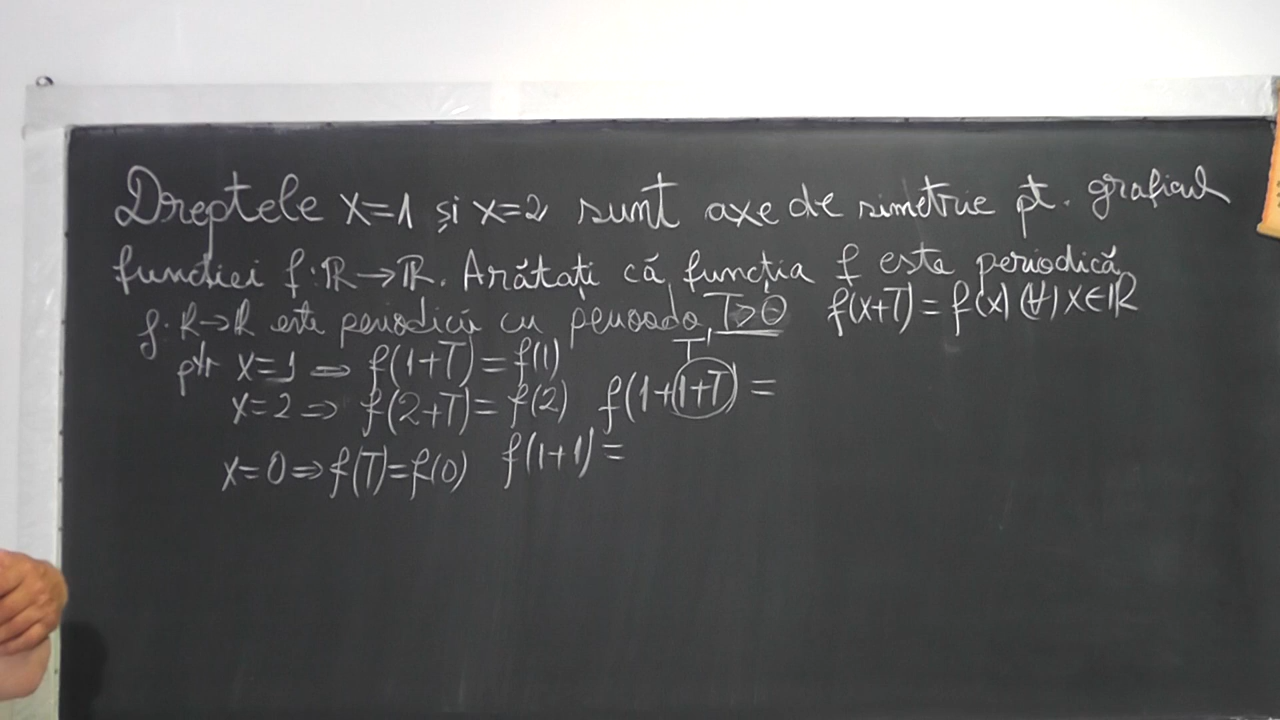 Dreptele x=1 și x=2 sunt axe de simetrie pt. graficul
funcției f:ℝ→ℝ. Arătați că funcția f este periodică
f:ℝ→ℝ este periodică cu perioada T>0 f(x+T)=f(x) (∀) x∈ℝ
ptr x=1 ⇒ f(1+T)=f(1) T
x=2 ⇒ f(2+T)=f(2) f(1+1+T)=
x=0 ⇒ f(T)=f(0) f(1+1)=